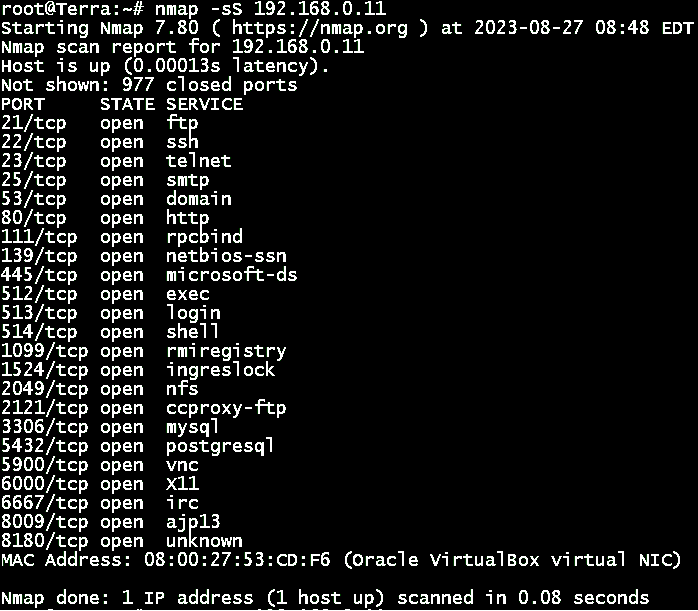 root@Terra:~# nmap -sS 192.168.0.11
Starting Nmap 7.80 ( https://nmap.org ) at 2023-08-27 08:48 EDT
Nmap scan report for 192.168.0.11
Host is up (0.00013s latency).
Not shown: 977 closed ports
PORT     STATE SERVICE
21/tcp   open  ftp
22/tcp   open  ssh
23/tcp   open  telnet
25/tcp   open  smtp
53/tcp   open  domain
80/tcp   open  http
111/tcp  open  rpcbind
139/tcp  open  netbios-ssn
445/tcp  open  microsoft-ds
512/tcp  open  exec
513/tcp  open  login
514/tcp  open  shell
1099/tcp open  rmiregistry
1524/tcp open  ingreslock
2049/tcp open  nfs
2121/tcp open  ccproxy-ftp
3306/tcp open  mysql
5432/tcp open  postgresql
5900/tcp open  vnc
6000/tcp open  X11
6667/tcp open  irc
8009/tcp open  ajp13
8180/tcp open  unknown
MAC Address: 08:00:27:53:CD:F6 (Oracle VirtualBox virtual NIC)
Nmap done: 1 IP address (1 host up) scanned in 0.08 seconds